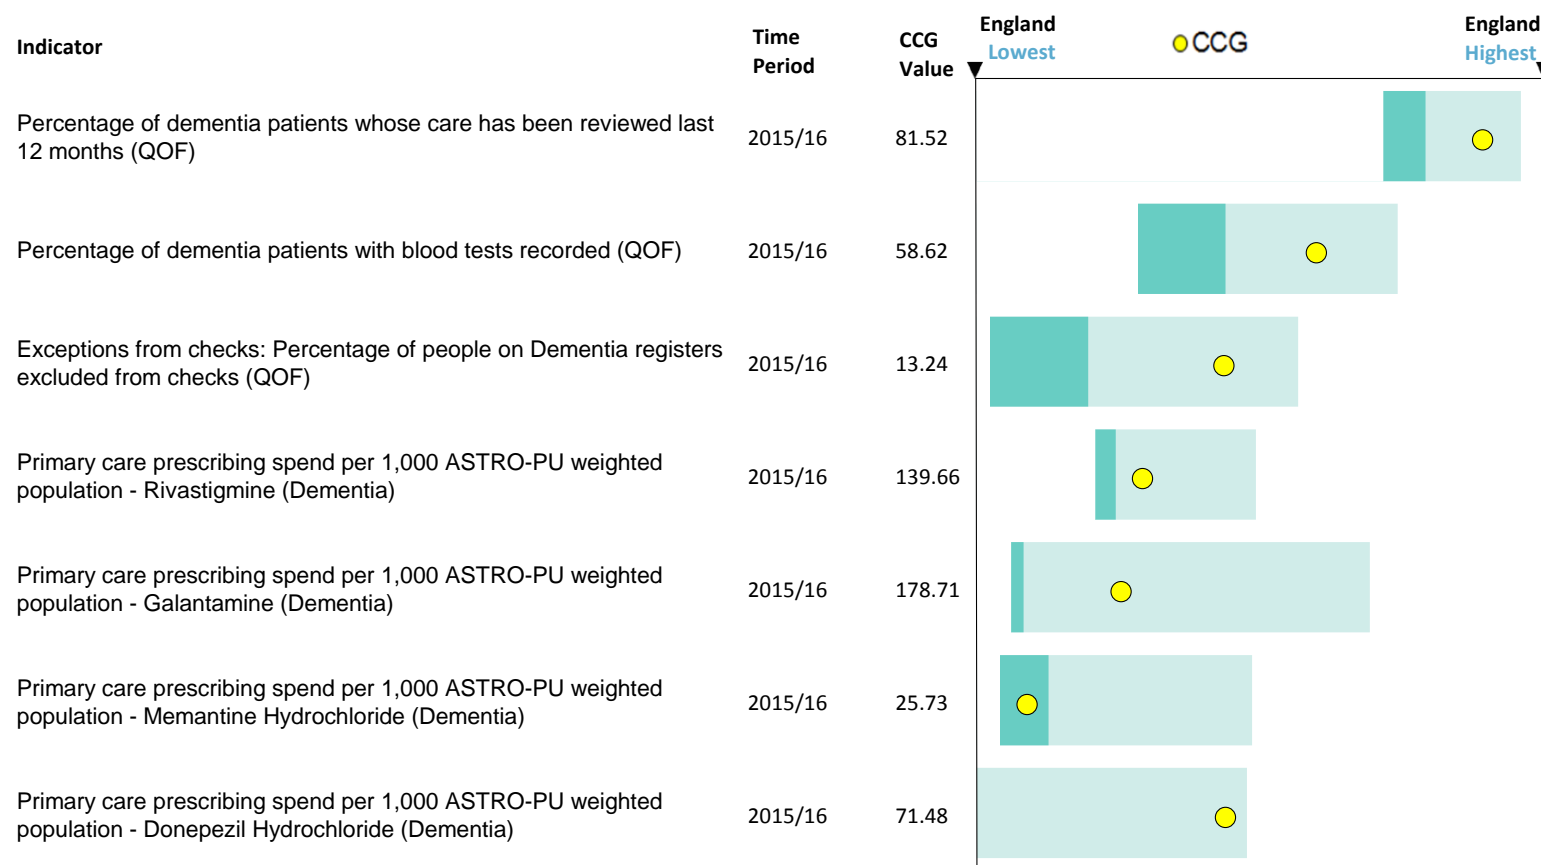 Indicator
Time
Period
CCG
Value
England
Lowest
CCG
England
Highest
Percentage of dementia patients whose care has been reviewed last
12 months (QOF)
2015/16
81.52
Percentage of dementia patients with blood tests recorded (QOF)
2015/16
58.62
Exceptions from checks: Percentage of people on Dementia registers
excluded from checks (QOF)
2015/16
13.24
Primary care prescribing spend per 1,000 ASTRO-PU weighted
population - Rivastigmine (Dementia)
2015/16
139.66
Primary care prescribing spend per 1,000 ASTRO-PU weighted
population - Galantamine (Dementia)
2015/16
178.71
Primary care prescribing spend per 1,000 ASTRO-PU weighted
population - Memantine Hydrochloride (Dementia)
2015/16
25.73
Primary care prescribing spend per 1,000 ASTRO-PU weighted
population - Donepezil Hydrochloride (Dementia)
2015/16
71.48